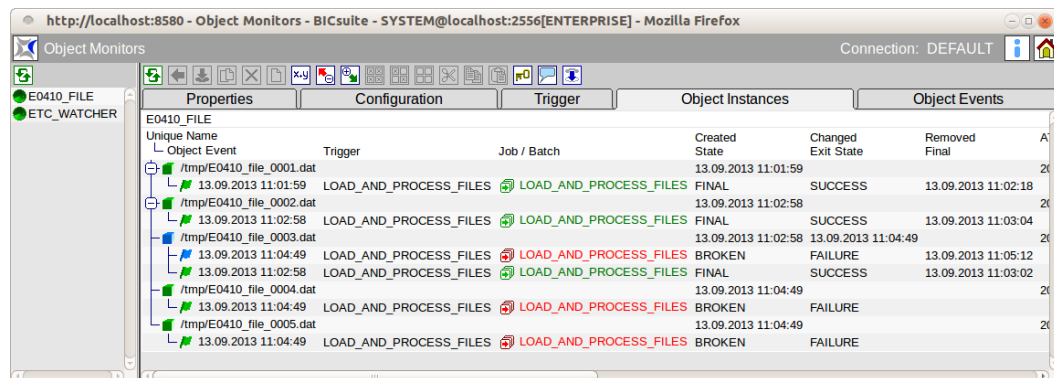 http://localhost:8580 - Object Monitors - BICsuite - SYSTEM@localhost:2556[ENTERPRISE] - Mozilla Firefox
Object Monitors Connection: DEFAULT
E0410_FILE
ETC_WATCHER
Properties Configuration Trigger Object Instances Object Events
E0410_FILE
Unique Name Created Changed Removed
Object Event Trigger Job / Batch State Exit State Final
/tmp/E0410_file_0001.dat 13.09.2013 11:01:59
13.09.2013 11:01:59 LOAD_AND_PROCESS_FILES LOAD_AND_PROCESS_FILES FINAL SUCCESS 13.09.2013 11:02:18
/tmp/E0410_file_0002.dat 13.09.2013 11:02:58
13.09.2013 11:02:58 LOAD_AND_PROCESS_FILES LOAD_AND_PROCESS_FILES FINAL SUCCESS 13.09.2013 11:03:04
/tmp/E0410_file_0003.dat 13.09.2013 11:02:58 13.09.2013 11:04:49
13.09.2013 11:04:49 LOAD_AND_PROCESS_FILES LOAD_AND_PROCESS_FILES BROKEN FAILURE 13.09.2013 11:05:12
13.09.2013 11:02:58 LOAD_AND_PROCESS_FILES LOAD_AND_PROCESS_FILES FINAL SUCCESS 13.09.2013 11:03:02
/tmp/E0410_file_0004.dat 13.09.2013 11:04:49
13.09.2013 11:04:49 LOAD_AND_PROCESS_FILES LOAD_AND_PROCESS_FILES BROKEN FAILURE
/tmp/E0410_file_0005.dat 13.09.2013 11:04:49
13.09.2013 11:04:49 LOAD_AND_PROCESS_FILES LOAD_AND_PROCESS_FILES BROKEN FAILURE